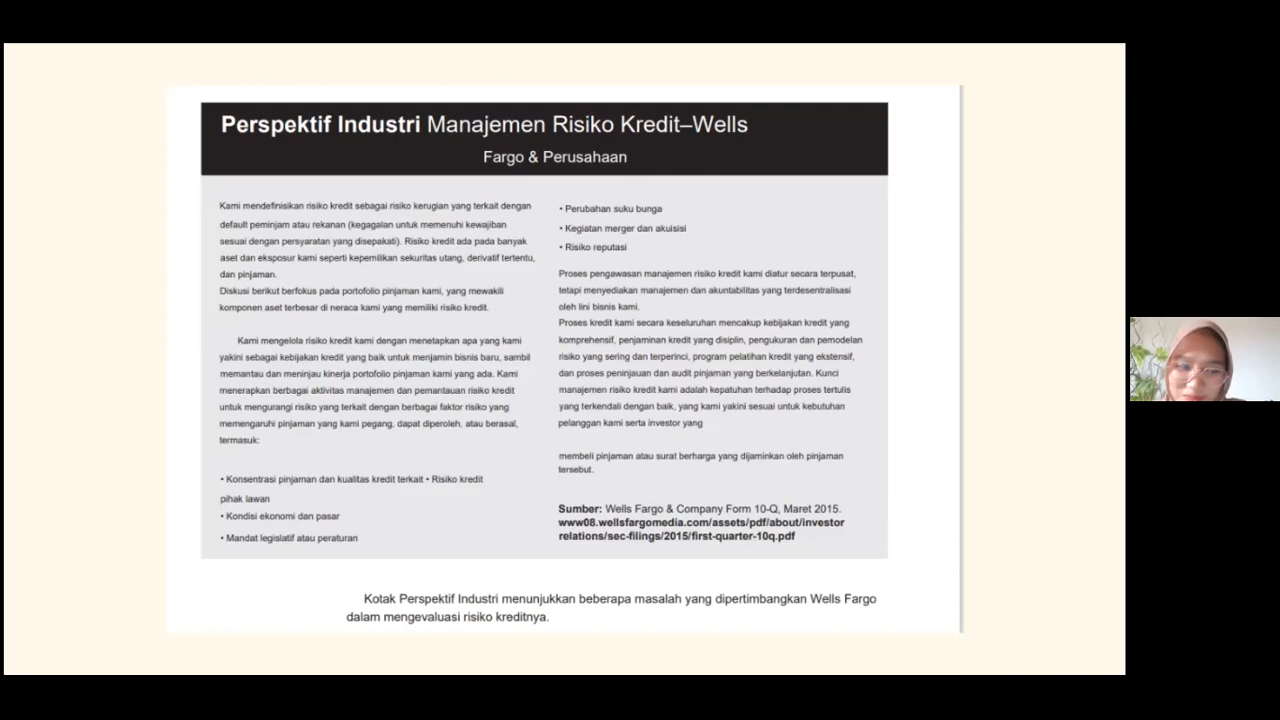 Perspektif Industri Manajemen Risiko Kredit–Wells
Fargo & Perusahaan
Kami mendefinisikan risiko kredit sebagai risiko kerugian yang terkait dengan
default peminjam atau rekanan (kegagalan untuk memenuhi kewajiban
sesuai dengan persyaratan yang disepakati). Risiko kredit ada pada banyak
aset dan eksposur kami seperti kepemilikan sekuritas utang, derivatif tertentu,
dan pinjaman.
Diskusi berikut berfokus pada portofolio pinjaman kami, yang mewakili
komponen aset terbesar di neraca kami yang memiliki risiko kredit.
Kami mengelola risiko kredit kami dengan menetapkan apa yang kami
yakini sebagai kebijakan kredit yang baik untuk menjamin bisnis baru, sambil
memantau dan meninjau kinerja portofolio pinjaman kami yang ada. Kami
menerapkan berbagai aktivitas manajemen dan pemantauan risiko kredit
untuk mengurangi risiko yang terkait dengan berbagai faktor risiko yang
memengaruhi pinjaman yang kami pegang, dapat diperoleh, atau berasal,
termasuk:
• Konsentrasi pinjaman dan kualitas kredit terkait • Risiko kredit
pihak lawan
• Kondisi ekonomi dan pasar
• Mandat legislatif atau peraturan
• Perubahan suku bunga
• Kegiatan merger dan akuisisi
• Risiko reputasi
Proses pengawasan manajemen risiko kredit kami diatur secara terpusat,
tetapi menyediakan manajemen dan akuntabilitas yang terdesentralisasi
oleh lini bisnis kami.
Proses kredit kami secara keseluruhan mencakup kebijakan kredit yang
komprehensif, penjaminan kredit yang disiplin, pengukuran dan pemodelan
risiko yang sering dan terperinci, program pelatihan kredit yang ekstensif,
dan proses peninjauan dan audit pinjaman yang berkelanjutan. Kunci
manajemen risiko kredit kami adalah kepatuhan terhadap proses tertulis
yang terkendali dengan baik, yang kami yakini sesuai untuk kebutuhan
pelanggan kami serta investor yang
membeli pinjaman atau surat berharga yang dijaminkan oleh pinjaman
tersebut.
Sumber: Wells Fargo & Company Form 10-Q, Maret 2015.
www08.wellsfargomedia.com/assets/pdf/about/investor
relations/sec-filings/2015/first-quarter-10q.pdf
Kotak Perspektif Industri menunjukkan beberapa masalah yang dipertimbangkan Wells Fargo
dalam mengevaluasi risiko kreditnya.